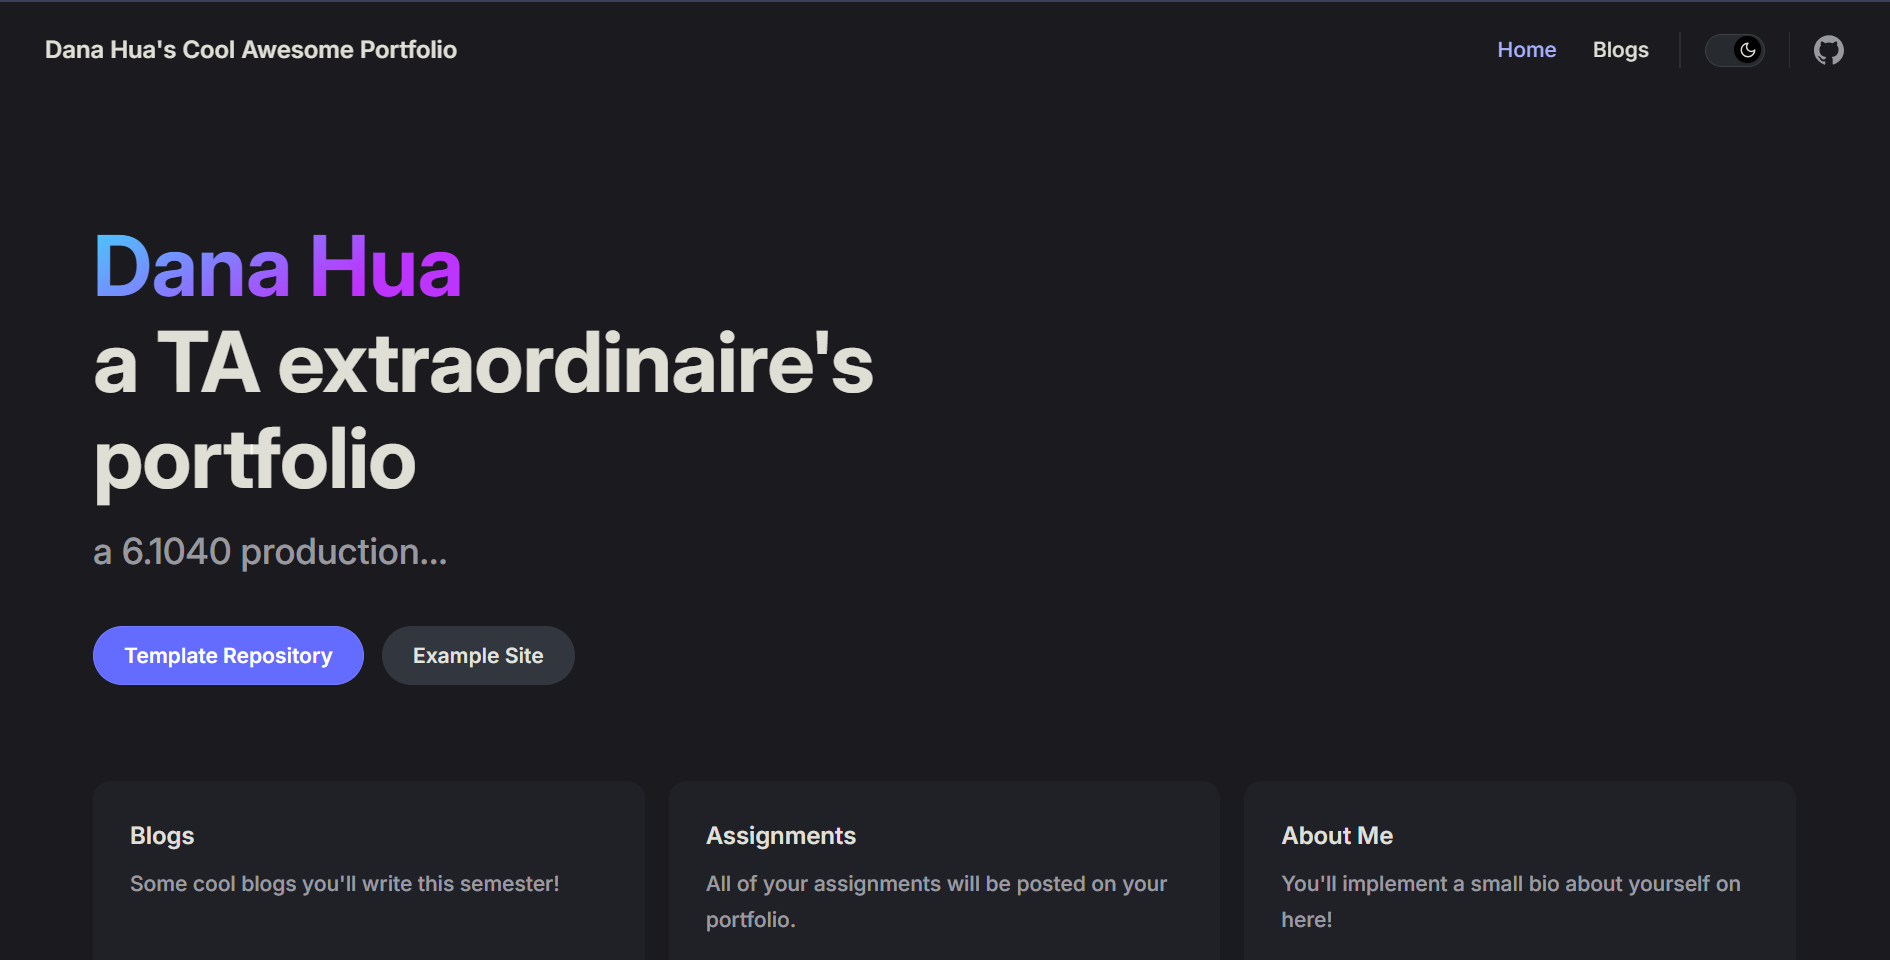 Dana Hua's Cool Awesome Portfolio
Home
Blogs
Dana Hua
a TA extraordinaire's
portfolio
a 6.1040 production...
Template Repository
Example Site
Blogs
Some cool blogs you'll write this semester!
Assignments
All of your assignments will be posted on your
portfolio.
About Me
You'll implement a small bio about yourself on
here!